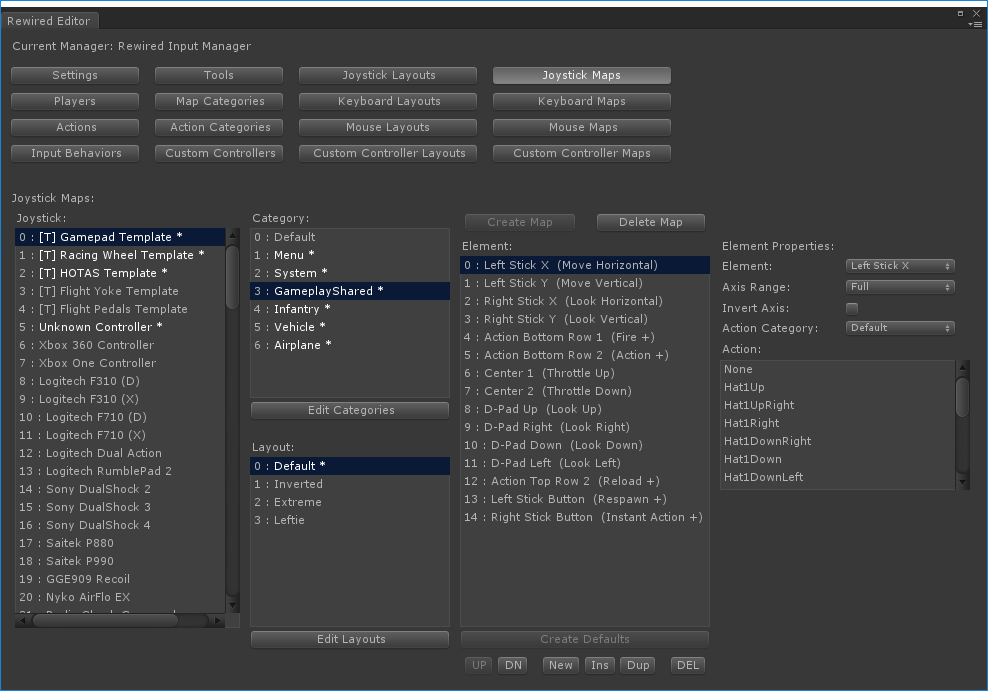 Rewired Editor
Current Manager: Rewired Input Manager
Settings
Tools
Joystick Layouts
Joystick Maps
Players
Map Categories
Keyboard Layouts
Keyboard Maps
Actions
Action Categories
Mouse Layouts
Mouse Maps
Input Behaviors
Custom Controllers
Custom Controller Layouts
Custom Controller Maps
Joystick Maps:
Joystick:
0 : [T] Gamepad Template *
1 : [T] Racing Wheel Template *
2 : [T] HOTAS Template *
3 : [T] Flight Yoke Template
4 : [T] Flight Pedals Template
5 : Unknown Controller *
6 : Xbox 360 Controller
7 : Xbox One Controller
8 : Logitech F310 (D)
9 : Logitech F310 (X)
10 : Logitech F710 (D)
11 : Logitech F710 (X)
12 : Logitech Dual Action
13 : Logitech RumblePad 2
14 : Sony DualShock 2
15 : Sony DualShock 3
16 : Sony DualShock 4
17 : Saitek P880
18 : Saitek P990
19 : GGE909 Recoil
20 : Nyko AirFlo EX
Category:
0 : Default
1 : Menu *
2 : System *
3 : GameplayShared *
4 : Infantry *
5 : Vehicle *
6 : Airplane *
Edit Categories
Layout:
0 : Default *
1 : Inverted
2 : Extreme
3 : Leftie
Edit Layouts
Create Map
Delete Map
Element:
0 : Left Stick X (Move Horizontal)
1 : Left Stick Y (Move Vertical)
2 : Right Stick X (Look Horizontal)
3 : Right Stick Y (Look Vertical)
4 : Action Bottom Row 1 (Fire +)
5 : Action Bottom Row 2 (Action +)
6 : Center 1 (Throttle Up)
7 : Center 2 (Throttle Down)
8 : D-Pad Up (Look Up)
9 : D-Pad Right (Look Right)
10 : D-Pad Down (Look Down)
11 : D-Pad Left (Look Left)
12 : Action Top Row 2 (Reload +)
13 : Left Stick Button (Respawn +)
14 : Right Stick Button (Instant Action +)
Create Defaults
UP
DN
New
Ins
Dup
DEL
Element Properties:
Element: Left Stick X
Axis Range: Full
Invert Axis:
Action Category: Default
Action:
None
Hat1Up
Hat1UpRight
Hat1Right
Hat1DownRight
Hat1Down
Hat1DownLeft